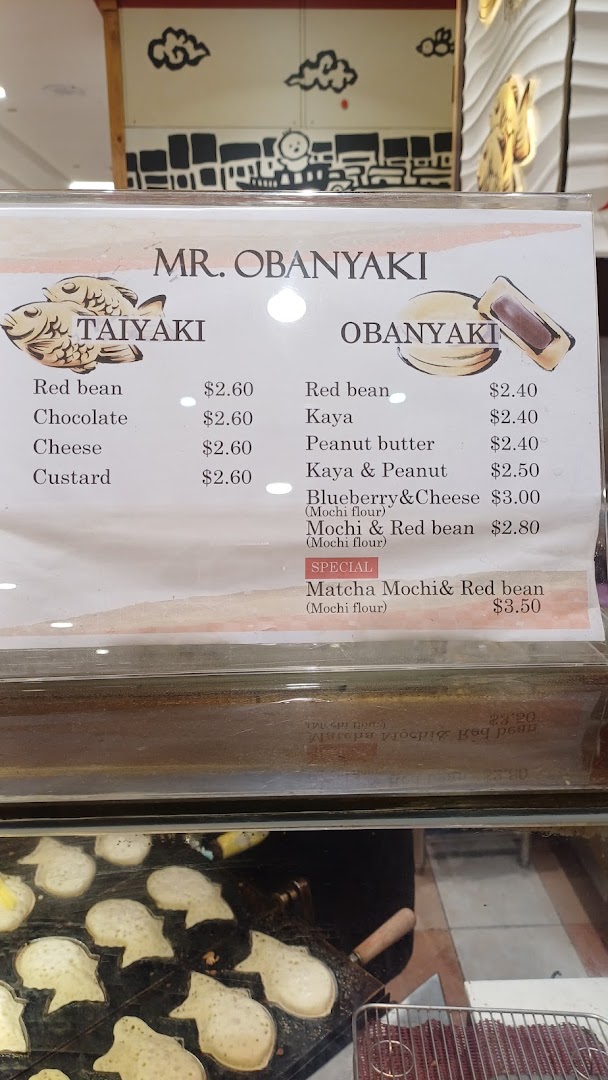 MR. OBANYAKI
TAIYAKI
Red bean $2.60
Chocolate $2.60
Cheese $2.60
Custard $2.60
OBANYAKI
Red bean $2.40
Kaya $2.40
Peanut butter $2.40
Kaya & Peanut $2.50
Blueberry&Cheese $3.00
(Mochi flour)
Mochi & Red bean $2.80
(Mochi flour)
SPECIAL
Matcha Mochi& Red bean
(Mochi flour) $3.50